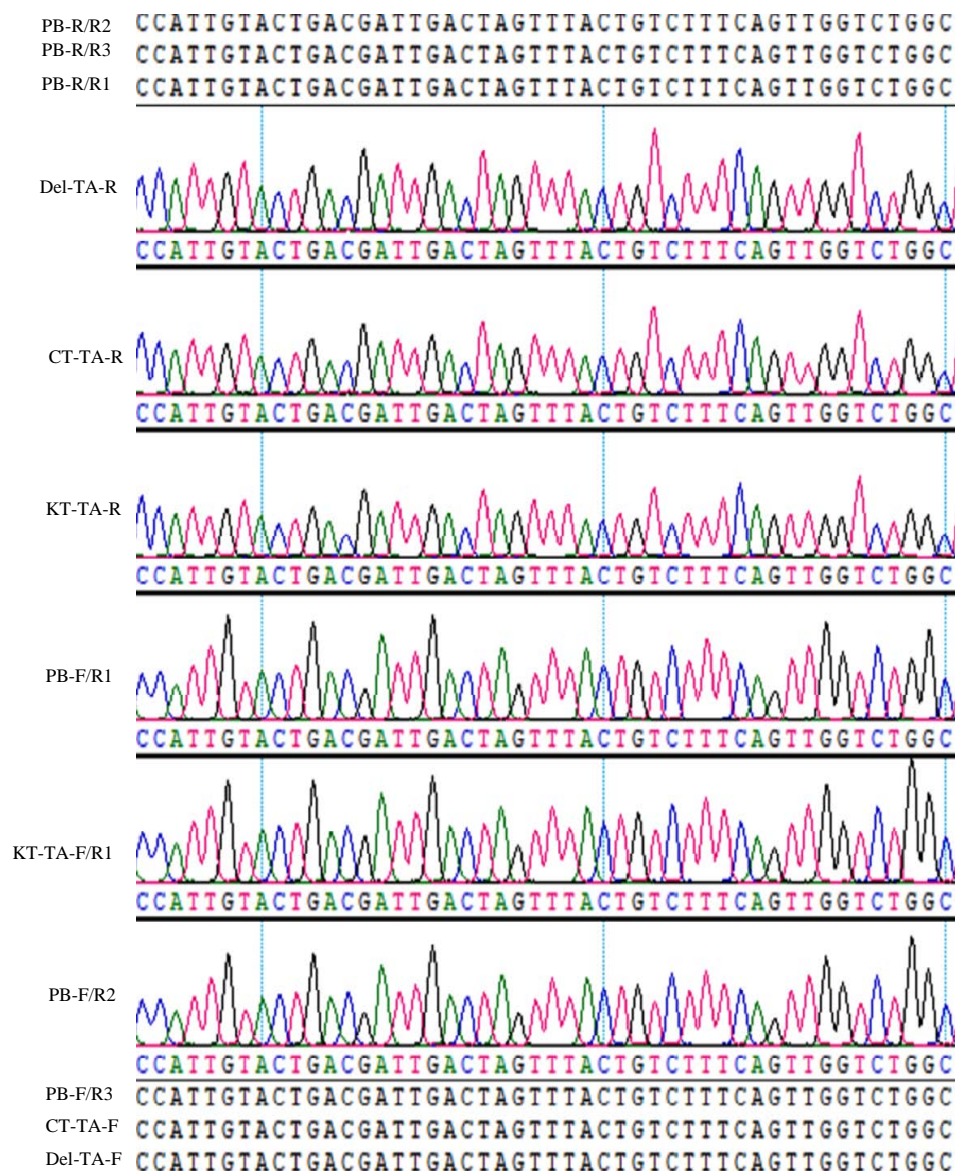 PB-R/R2 CCATTGTACTGACGATTGACTAGTTTACTGTCTTTCAGTTGGTCTGGC
PB-R/R3 CCATTGTACTGACGATTGACTAGTTTACTGTCTTTCAGTTGGTCTGGC
PB-R/R1 CCATTGTACTGACGATTGACTAGTTTACTGTCTTTCAGTTGGTCTGGC
Del-TA-R
CCATTGTACTGACGATTGACTAGTTTACTGTCTTTCAGTTGGTCTGGC
CT-TA-R
CCATTGTACTGACGATTGACTAGTTTACTGTCTTTCAGTTGGTCTGGC
KT-TA-R
CCATTGTACTGACGATTGACTAGTTTACTGTCTTTCAGTTGGTCTGGC
PB-F/R1
CCATTGTACTGACGATTGACTAGTTTACTGTCTTTCAGTTGGTCTGGC
KT-TA-F/R1
CCATTGTACTGACGATTGACTAGTTTACTGTCTTTCAGTTGGTCTGGC
PB-F/R2
CCATTGTACTGACGATTGACTAGTTTACTGTCTTTCAGTTGGTCTGGC
PB-F/R3 CCATTGTACTGACGATTGACTAGTTTACTGTCTTTCAGTTGGTCTGGC
CT-TA-F CCATTGTACTGACGATTGACTAGTTTACTGTCTTTCAGTTGGTCTGGC
Del-TA-F CCATTGTACTGACGATTGACTAGTTTACTGTCTTTCAGTTGGTCTGGC